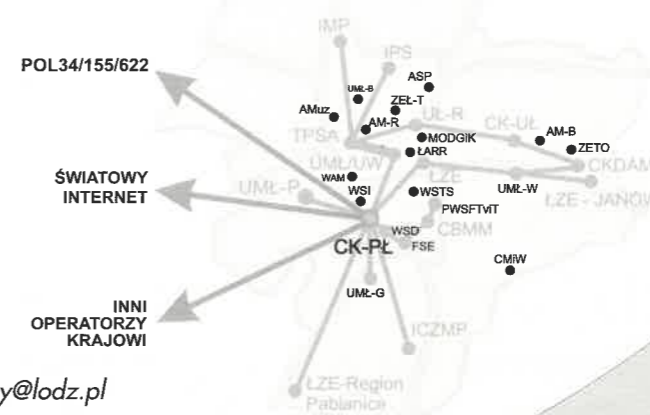 IMP
IPS
POL34/155/622
ASP
UMŁ-B
ZEŁ-T
AMuz
AM-R
UŁ-R
TPSA
MODGIK
CK-UŁ
AM-B
ŁARR
ZETO
UMŁ/UW
ŁZE
CKDAM
ŚWIATOWY
INTERNET
WAM
UMŁ-P
WSI
WSTS
UMŁ-W
ŁZE - JANÓW
PWSFTViT
CK-PŁ
WSD
CBMM
FSE
CMiW
UMŁ-G
INNI
OPERATORZY
KRAJOWI
ICZMP
y@lodz.pl
ŁZE-Region
Pabianice